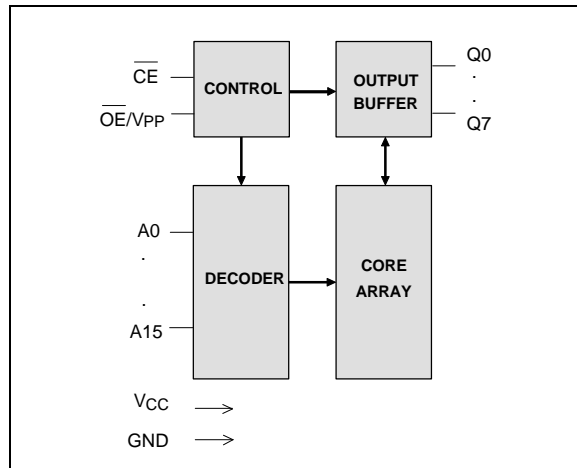 CE
OE/VPP
CONTROL
OUTPUT
BUFFER
Q0
.
.
Q7
A0
.
.
A15
DECODER
CORE
ARRAY
VCC
GND